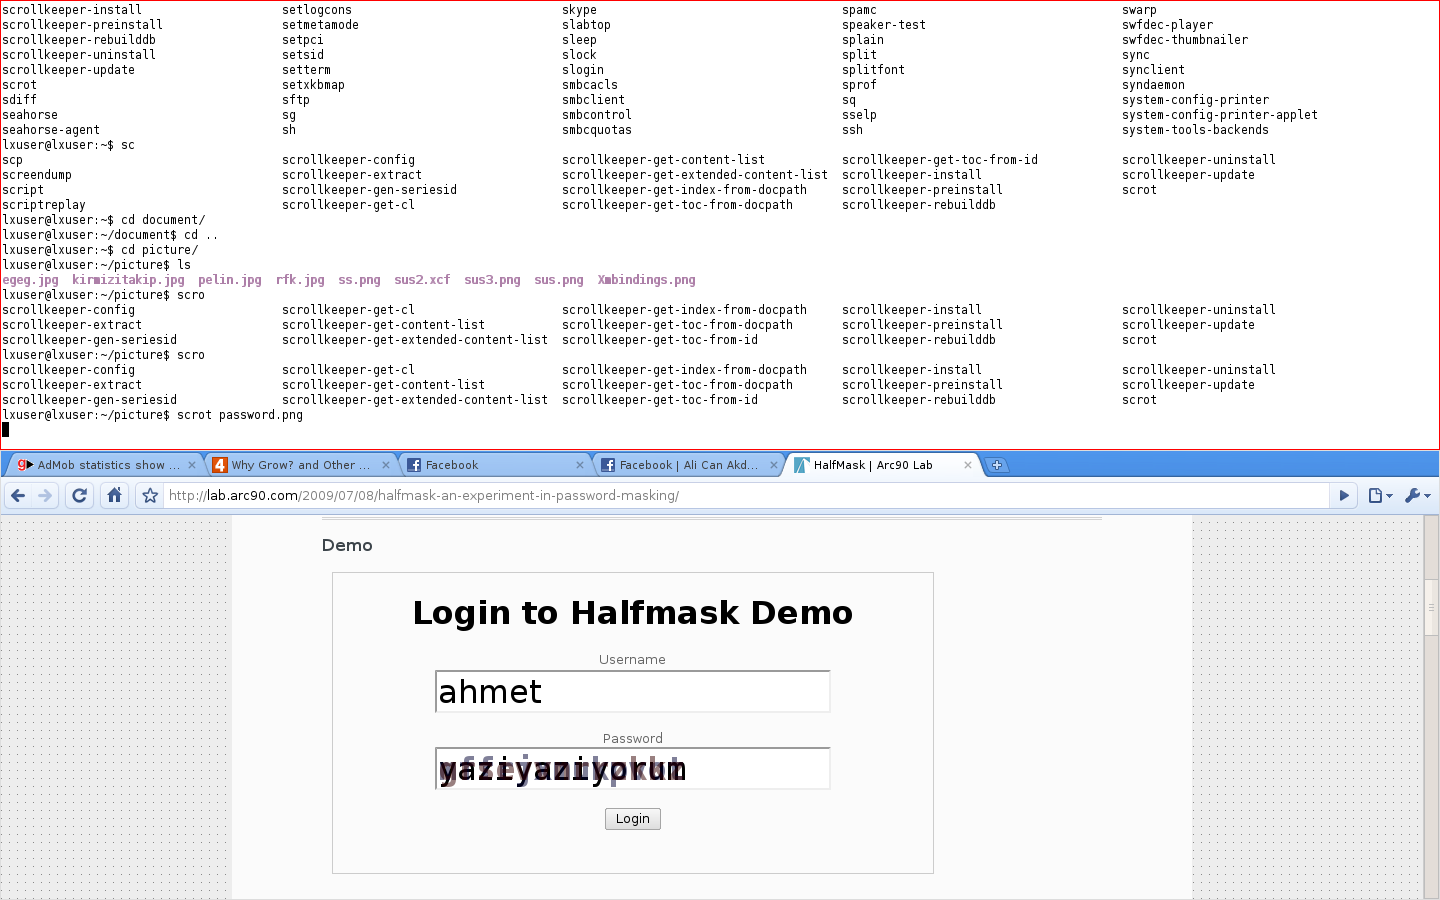 scrollkeeper-install setlogcons skype spamc swarp
scrollkeeper-preinstall setmetamode slabtop speaker-test swfdec-player
scrollkeeper-rebuilddb setpci sleep splain swfdec-thumbnailer
scrollkeeper-uninstall setsid slock split sync
scrollkeeper-update setterm slogin splitfont synclient
scrot setxkbmap smbcacls sprof syndaemon
sdiff sftp smbclient sq system-config-printer
seahorse sg smbcontrol sselp system-config-printer-applet
seahorse-agent sh smbcquotas ssh system-tools-backends
lxuser@lxuser:~$ sc
scp scrollkeeper-config scrollkeeper-get-content-list scrollkeeper-get-toc-from-id scrollkeeper-uninstall
screendump scrollkeeper-extract scrollkeeper-get-extended-content-list scrollkeeper-install scrollkeeper-update
script scrollkeeper-gen-seriesid scrollkeeper-get-index-from-docpath scrollkeeper-preinstall scrot
scriptreplay scrollkeeper-get-cl scrollkeeper-get-toc-from-docpath scrollkeeper-rebuilddb
lxuser@lxuser:~$ cd document/
lxuser@lxuser:~/document$ cd ..
lxuser@lxuser:~$ cd picture/
lxuser@lxuser:~/picture$ ls
egeg.jpg kirmizitakip.jpg pelin.jpg rfk.jpg ss.png sus2.xcf sus3.png sus.png Xmbindings.png
lxuser@lxuser:~/picture$ scro
scrollkeeper-config scrollkeeper-get-cl scrollkeeper-get-index-from-docpath scrollkeeper-install scrollkeeper-uninstall
scrollkeeper-extract scrollkeeper-get-content-list scrollkeeper-get-toc-from-docpath scrollkeeper-preinstall scrollkeeper-update
scrollkeeper-gen-seriesid scrollkeeper-get-extended-content-list scrollkeeper-get-toc-from-id scrollkeeper-rebuilddb scrot
lxuser@lxuser:~/picture$ scro
scrollkeeper-config scrollkeeper-get-cl scrollkeeper-get-index-from-docpath scrollkeeper-install scrollkeeper-uninstall
scrollkeeper-extract scrollkeeper-get-content-list scrollkeeper-get-toc-from-docpath scrollkeeper-preinstall scrollkeeper-update
scrollkeeper-gen-seriesid scrollkeeper-get-extended-content-list scrollkeeper-get-toc-from-id scrollkeeper-rebuilddb scrot
lxuser@lxuser:~/picture$ scrot password.png
AdMob statistics show ... Why Grow? and Other ... Facebook Facebook | Ali Can Akd... HalfMask | Arc90 Lab
http://lab.arc90.com/2009/07/08/halfmask-an-experiment-in-password-masking/
Demo
Login to Halfmask Demo
Username
ahmet
Password
yaziyaziyorum
Login